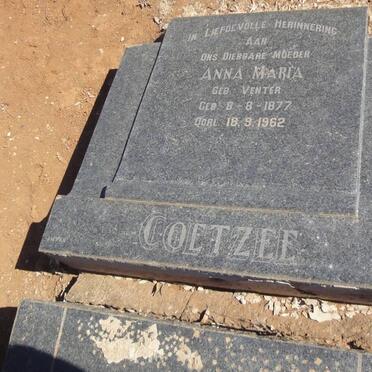 IN LIEFDEVOLLE HERINNERING
AAN
ONS DIERBARE MOEDER
ANNA MARIA
GEB. VENTER
GEB. 8-8-1877
OORL. 18.9.1962
COETZEE